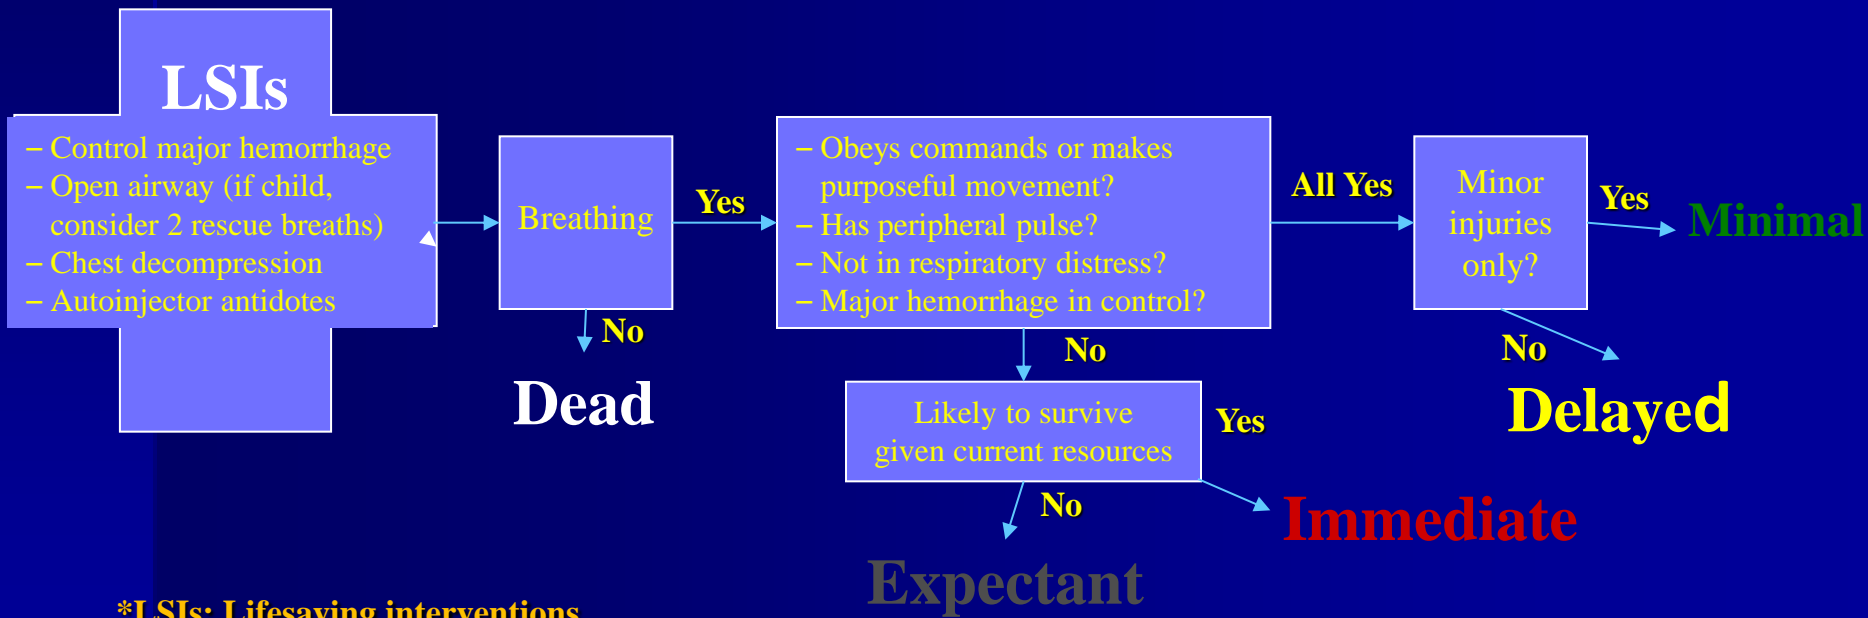 LSIs
– Control major hemorrhage
– Open airway (if child,
consider 2 rescue breaths)
– Chest decompression
– Autoinjector antidotes
Breathing
Yes
No
Dead
– Obeys commands or makes
purposeful movement?
– Has peripheral pulse?
– Not in respiratory distress?
– Major hemorrhage in control?
All Yes
Minor
injuries
only?
Yes
Minimal
No
Delayed
No
Likely to survive
given current resources
Yes
Immediate
No
Expectant
*LSIs: Lifesaving interventions